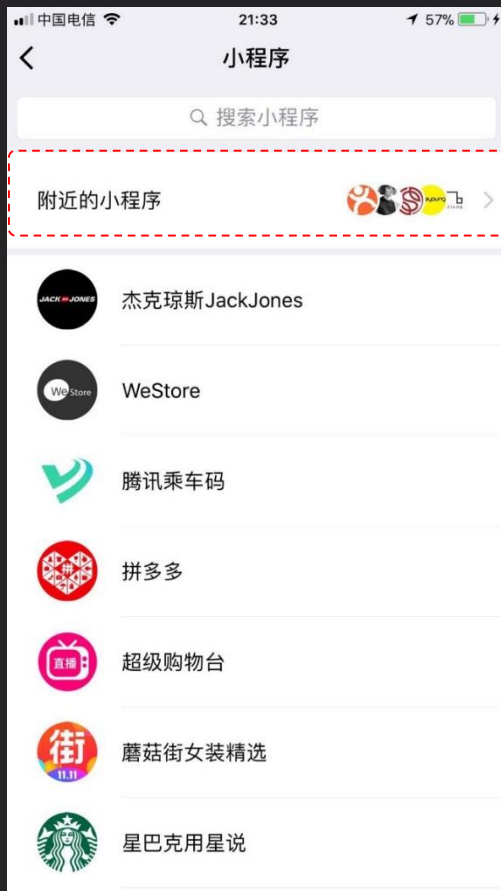 中国电信
21:33
57%
小程序
搜索小程序
附近的小程序
JACK JONES
杰克琼斯JackJones
We Store
WeStore
腾讯乘车码
拼
拼多多
直播
超级购物台
街
11.11
蘑菇街女装精选
星巴克用星说